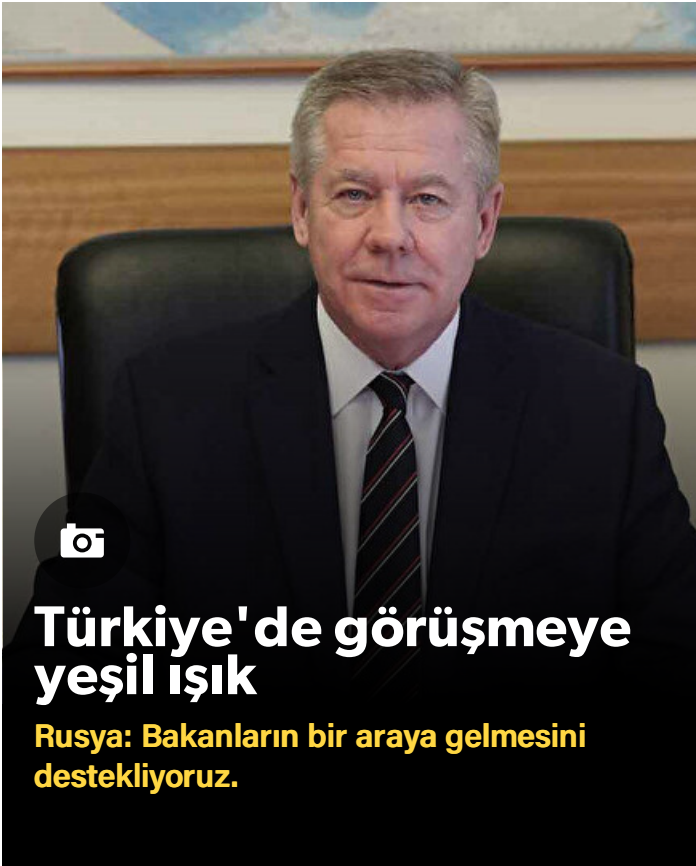 Türkiye'de görüşmeye
yeşil ışık
Rusya: Bakanların bir araya gelmesini
destekliyoruz.